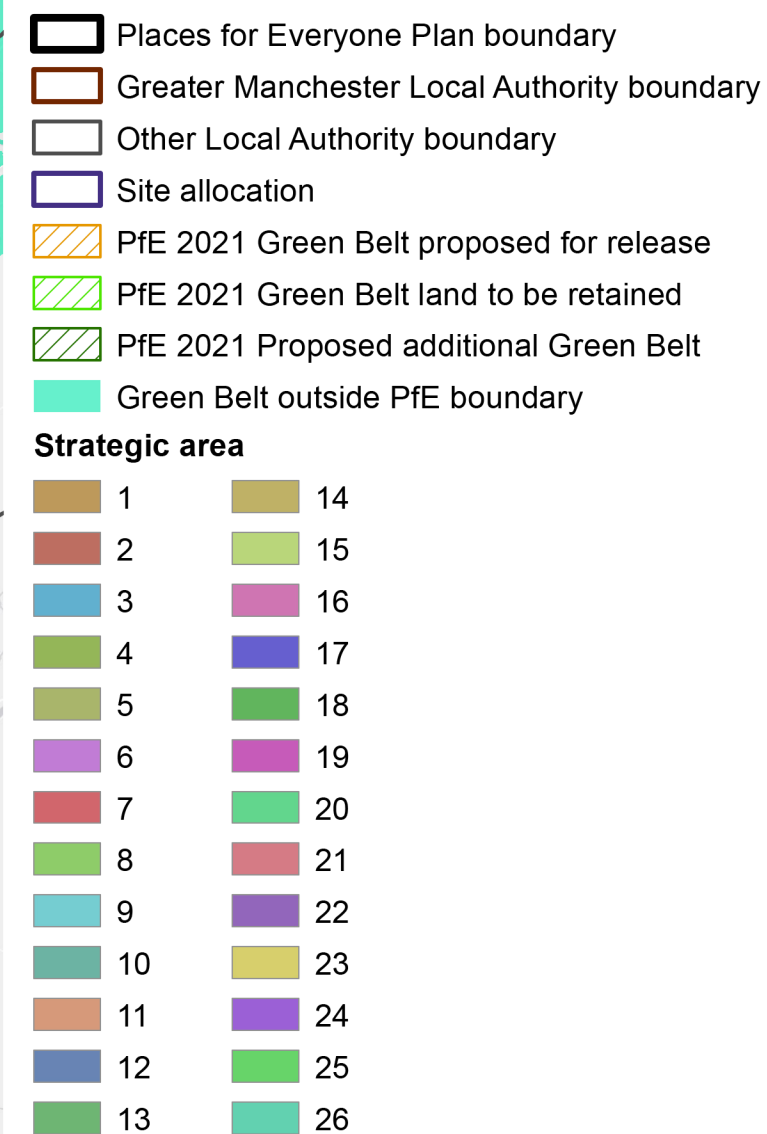 Places for Everyone Plan boundary
Greater Manchester Local Authority boundary
Other Local Authority boundary
Site allocation
PfE 2021 Green Belt proposed for release
PfE 2021 Green Belt land to be retained
PfE 2021 Proposed additional Green Belt
Green Belt outside PfE boundary
Strategic area
1
2
3
4
5
6
7
8
9
10
11
12
13
14
15
16
17
18
19
20
21
22
23
24
25
26